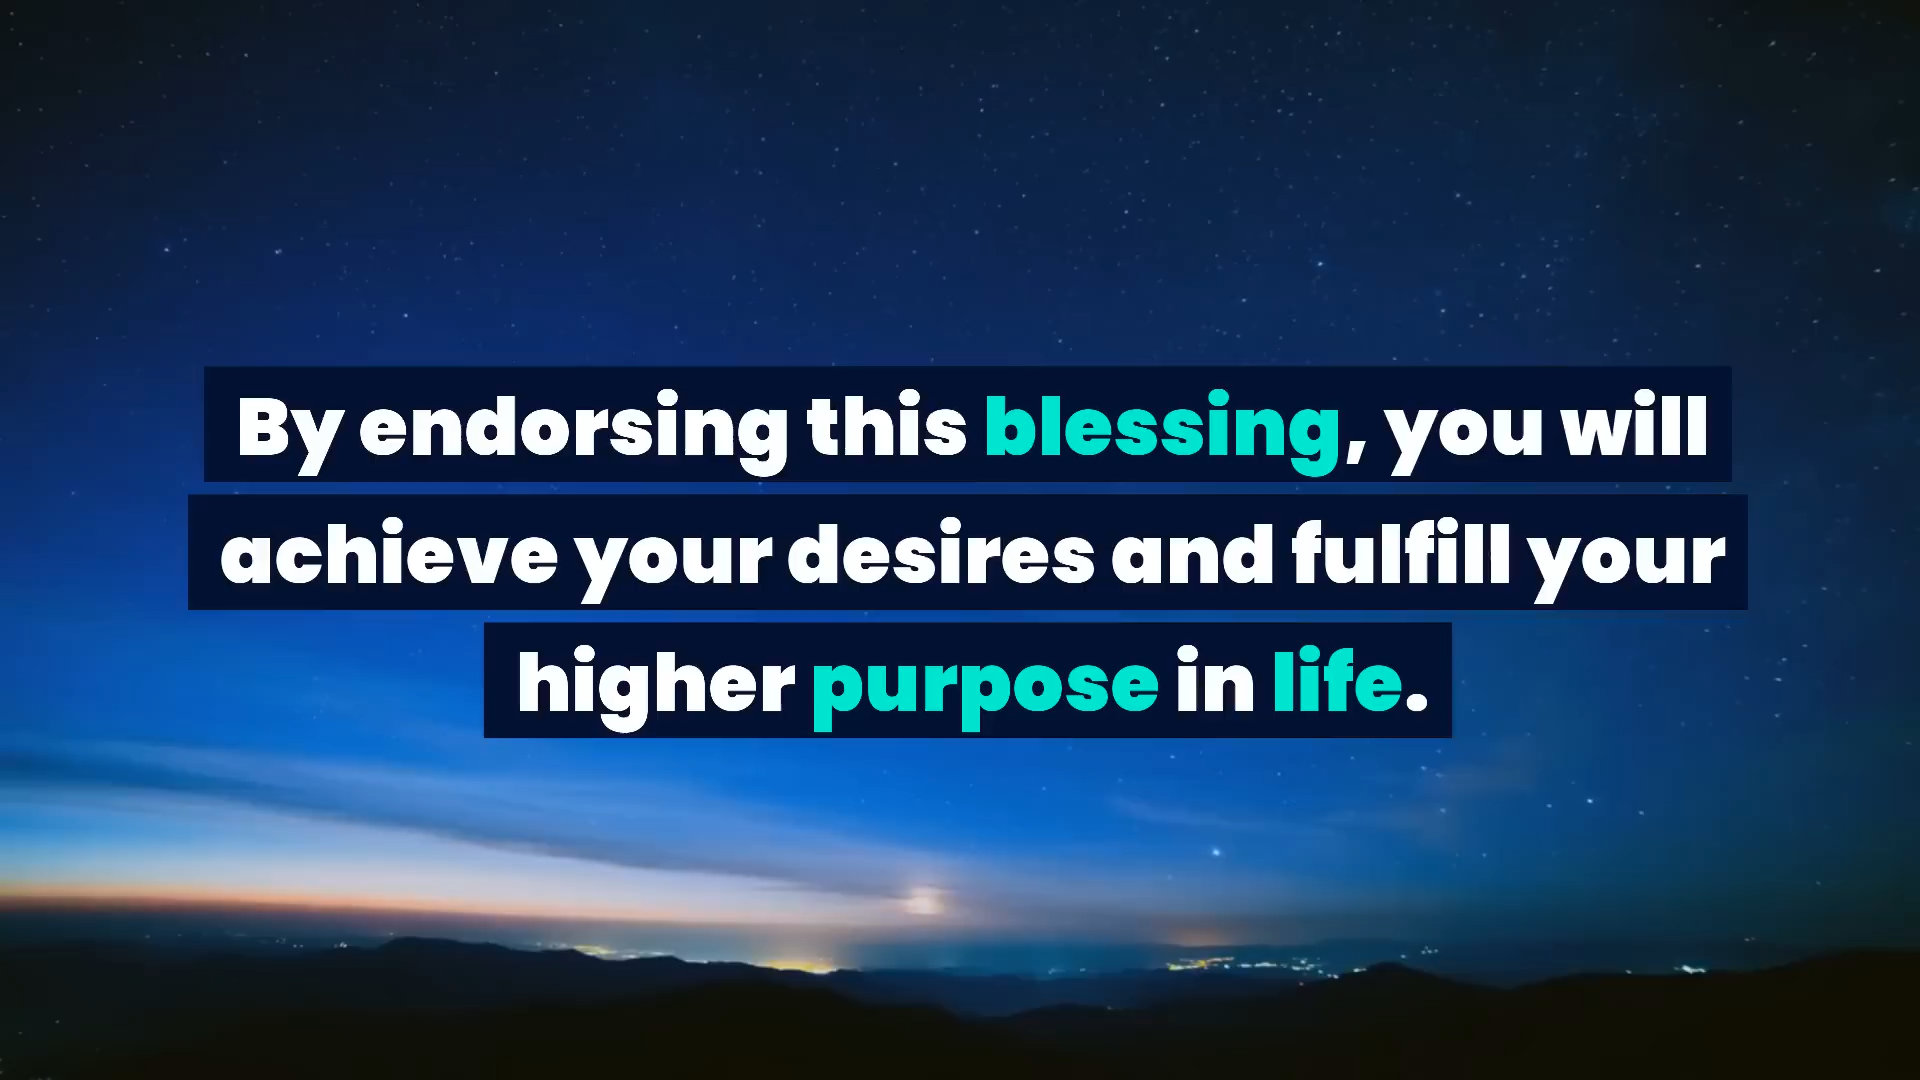 By endorsing this blessing, you will
achieve your desires and fulfill your
higher purpose in life.